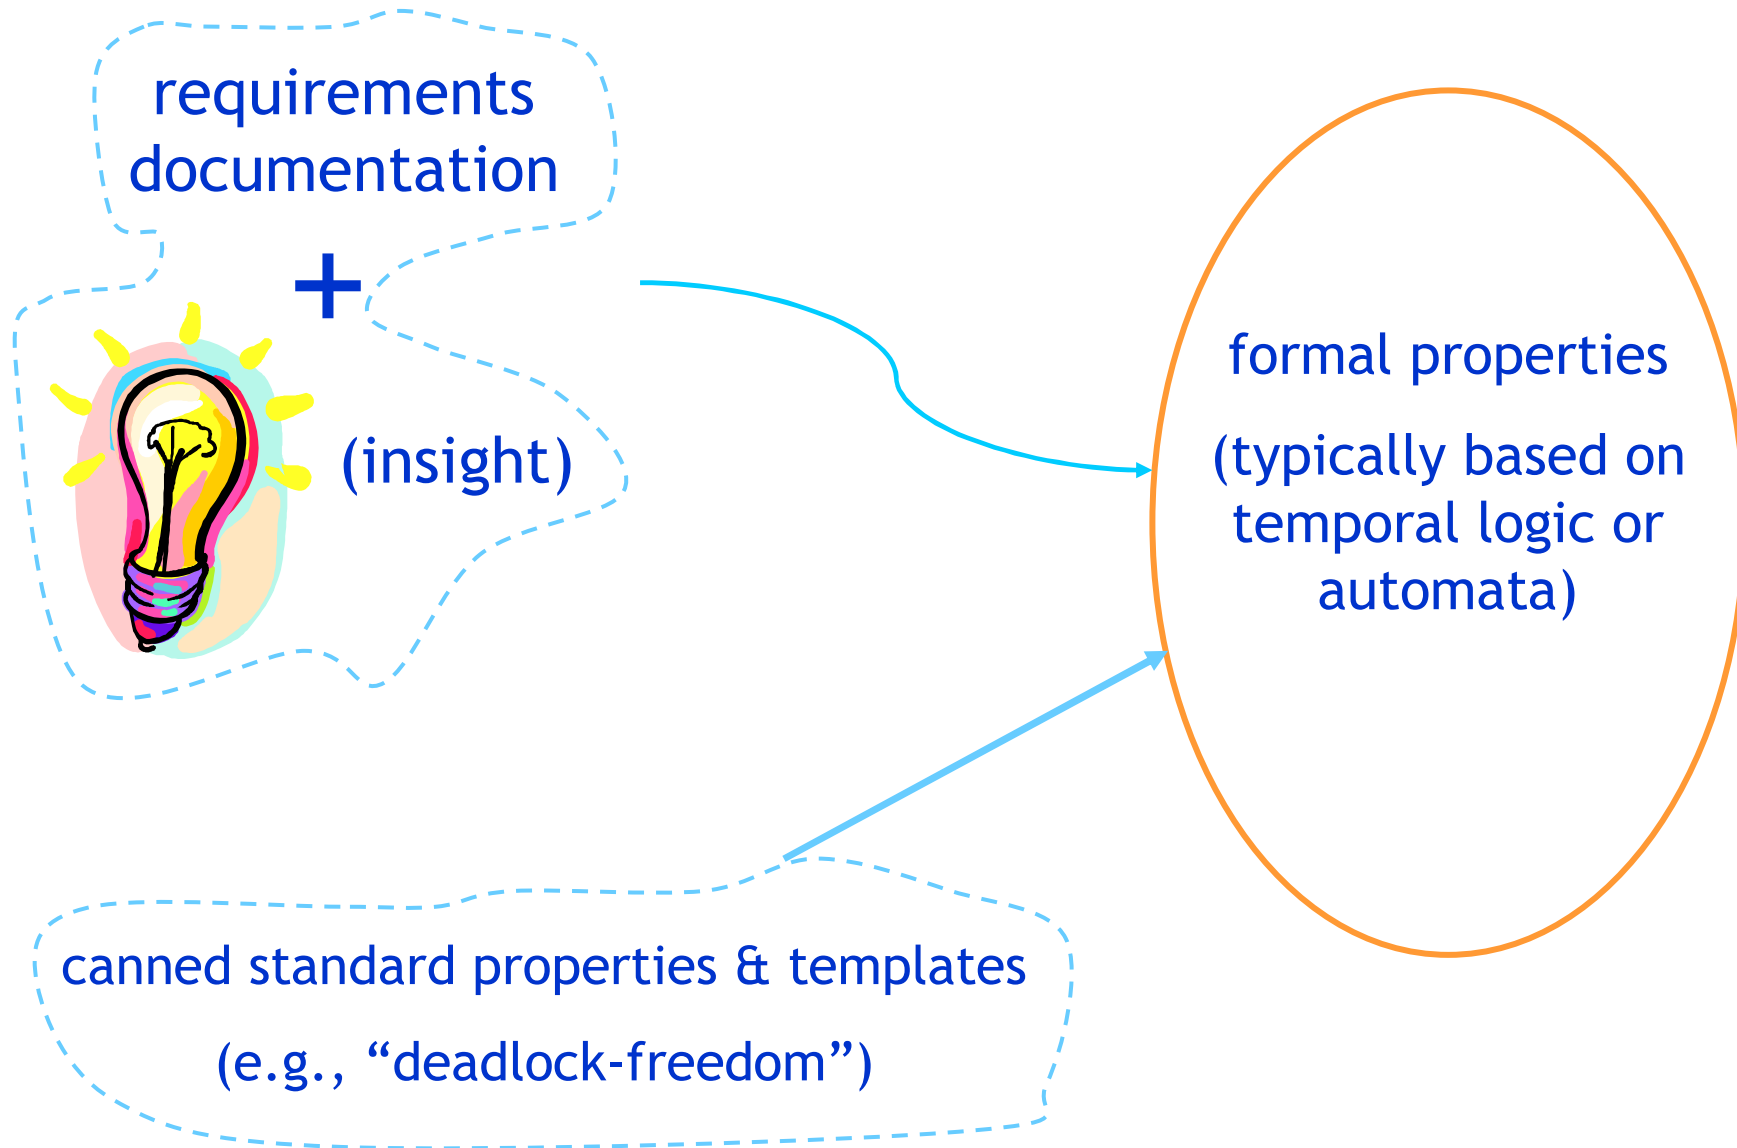 requirements
documentation
+
(insight)
formal properties
(typically based on
temporal logic or
automata)
canned standard properties & templates
(e.g., “deadlock-freedom”)